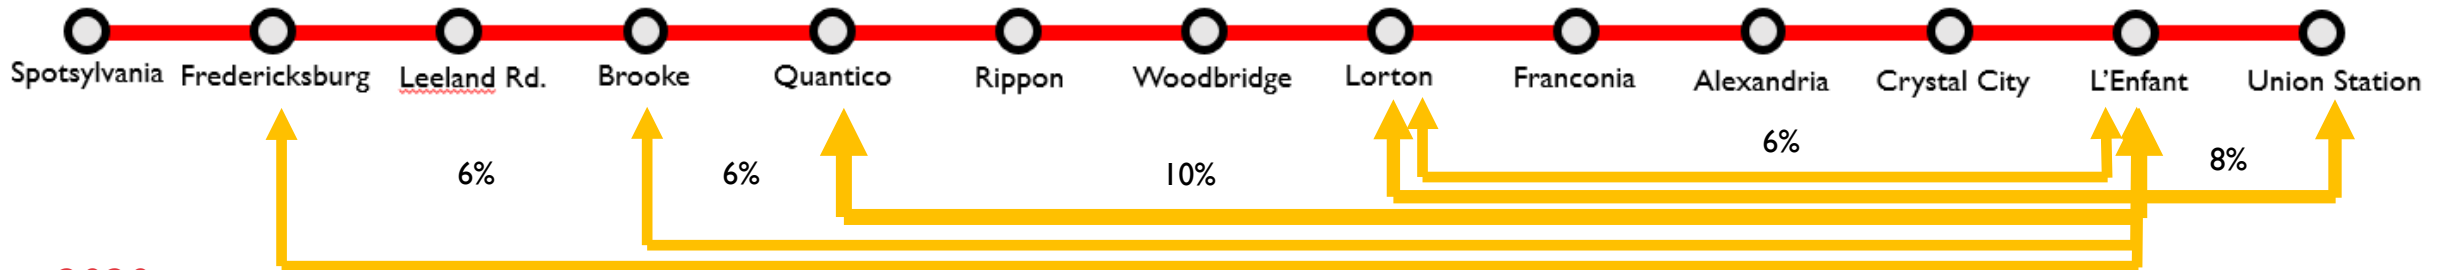 Spotsylvania Fredericksburg Leeland Rd. Brooke Quantico Rippon Woodbridge Lorton Franconia Alexandria Crystal City L'Enfant Union Station
6% 6% 10% 6% 8%